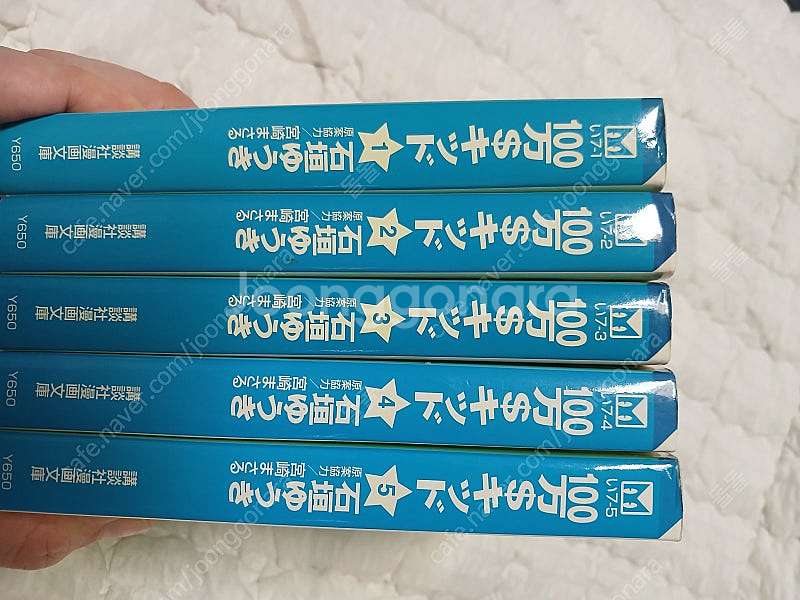 い17-1
100万$キッド
1
石垣ゆうき
原案協力/宮崎まさる
講談社漫画文庫
Y650
い17-2
100万$キッド
2
石垣ゆうき
原案協力/宮崎まさる
講談社漫画文庫
Y650
い17-3
100万$キッド
3
石垣ゆうき
原案協力/宮崎まさる
講談社漫画文庫
Y650
い17-4
100万$キッド
4
石垣ゆうき
原案協力/宮崎まさる
講談社漫画文庫
Y650
い17-5
100万$キッド
5
石垣ゆうき
原案協力/宮崎まさる
講談社漫画文庫
Y650
joonggonara
cafe.naver.com/joonggonara